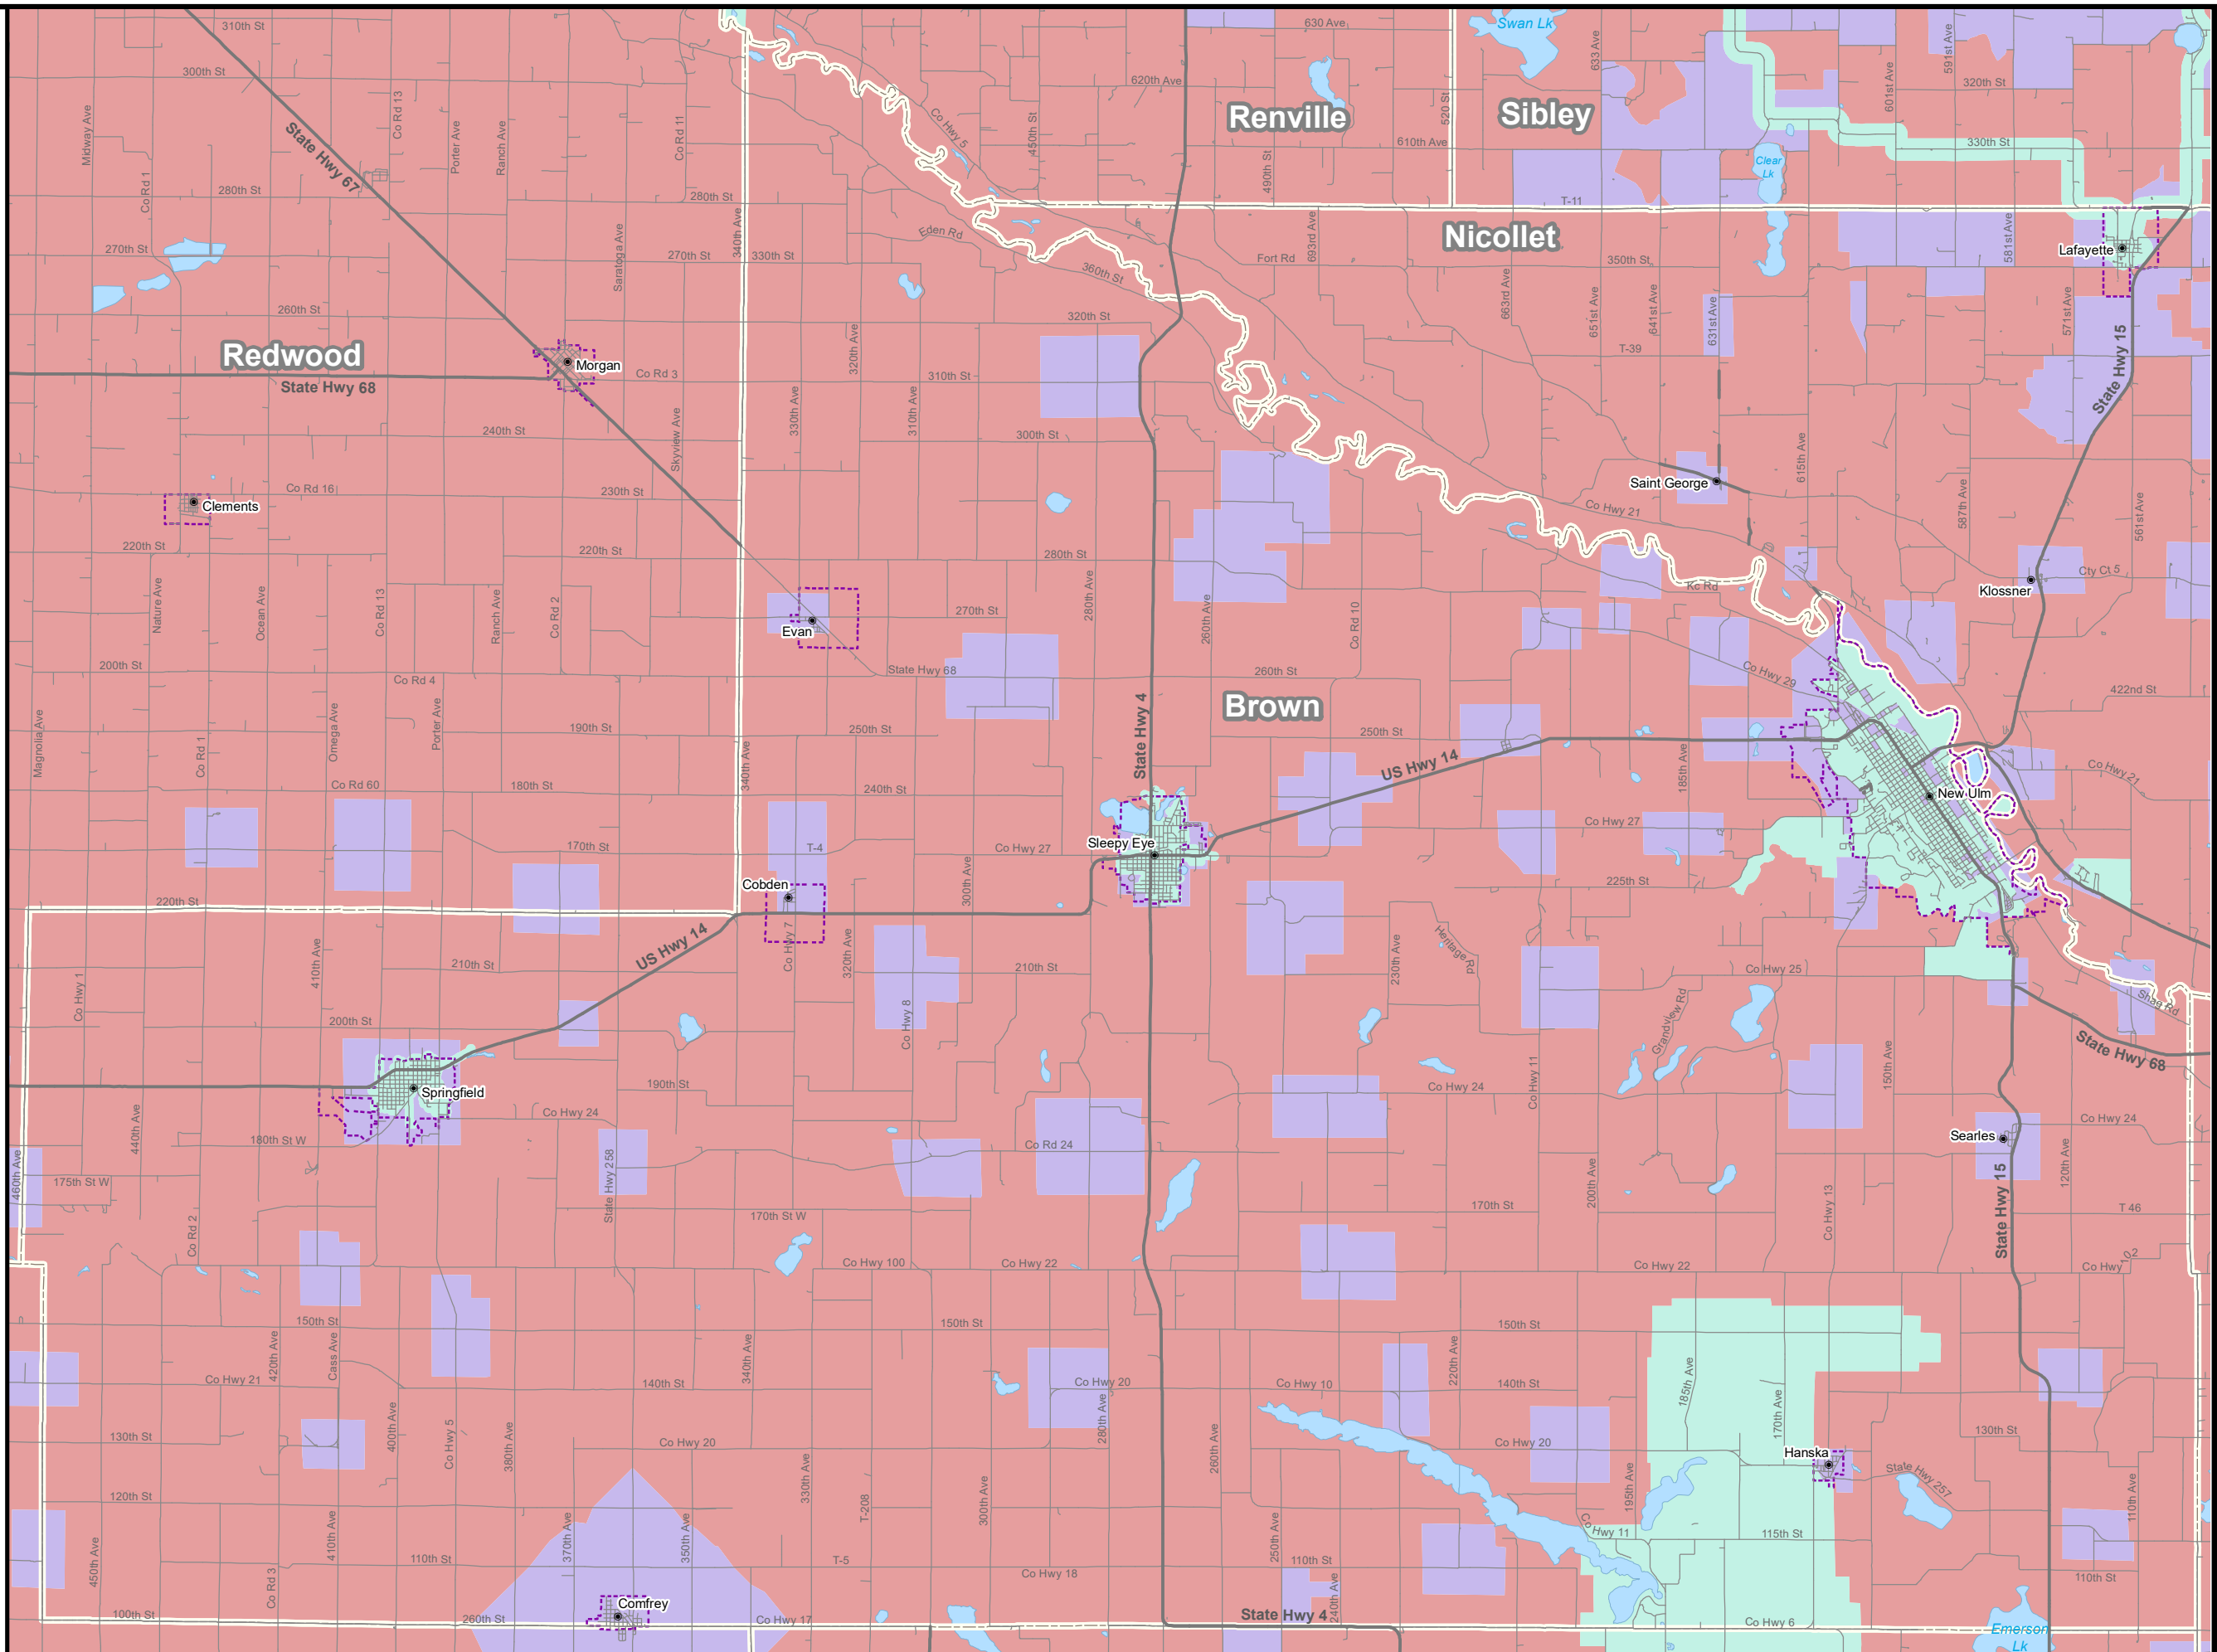 310th St
630 Ave
Swan Lk
633 Ave
591st Ave
300th St
620th Ave
601st Ave
320th St
Midway Ave
State Hwy 67
Co Rd 13
Porter Ave
Ranch Ave
Co Rd 11
Co Hwy 5
450th St
Renville
520 St
Sibley
610th Ave
330th St
Clear
Lk
Co Rd 1
280th St
280th St
490th St
T-11
340th Ave
Saratoga Ave
Eden Rd
693rd Ave
Nicollet
581st Ave
Lafayette
270th St
270th St
330th St
360th St
Fort Rd
350th St
663rd Ave
651st Ave
641st Ave
631st Ave
571st Ave
260th St
320th St
Redwood
State Hwy 68
Morgan
Co Rd 3
320th Ave
310th St
T-39
State Hwy 15
330th Ave
310th Ave
240th St
Skyview Ave
300th St
615th Ave
Saint George
Co Rd 16
Clements
230th St
Co Hwy 21
587th Ave
561st Ave
220th St
220th St
280th St
Kc Rd
Cty Ct 5
Klossner
Nature Ave
Ocean Ave
Co Rd 13
Ranch Ave
Co Rd 2
Evan
270th St
280th Ave
260th Ave
Co Rd 10
200th St
Co Rd 4
State Hwy 68
260th St
Co Hwy 29
422nd St
Brown
Magnolia Ave
Co Rd 1
Omega Ave
Porter Ave
190th St
340th Ave
250th St
State Hwy 4
250th St
US Hwy 14
185th Ave
Co Hwy 21
Co Rd 60
180th St
240th St
New Ulm
170th St
T-4
Co Hwy 27
Sleepy Eye
Co Hwy 27
Cobden
300th Ave
225th St
220th St
US Hwy 14
Co Hwy 7
320th Ave
230th Ave
Heritage Rd
Co Hwy 1
410th Ave
210th St
210th St
Co Hwy 25
Shag Rd
Co Hwy 8
Grandview Rd
200th St
State Hwy 68
Springfield
190th St
Co Hwy 24
Co Hwy 11
150th Ave
440th Ave
Co Hwy 24
Co Hwy 24
180th St W
Co Rd 24
Searles
460th Ave
175th St W
State Hwy 258
200th Ave
120th Ave
Co Rd 2
170th St W
170th St
Co Hwy 13
State Hwy 15
T 46
Co Hwy 100
Co Hwy 22
Co Hwy 22
Co Hwy 102
150th St
150th St
150th St
420th Ave
Cass Ave
340th Ave
220th Ave
185th Ave
170th Ave
Co Hwy 21
140th St
Co Hwy 20
Co Hwy 10
140th St
280th Ave
130th St
400th Ave
Co Hwy 5
380th Ave
Co Hwy 20
260th Ave
Co Hwy 20
Hanska
130th St
State Hwy 257
120th St
330th Ave
T-208
300th Ave
195th Ave
110th Ave
450th Ave
410th Ave
370th Ave
350th Ave
250th Ave
Co Hwy 11
115th St
Co Rd 3
110th St
T-5
Co Hwy 18
110th St
240th Ave
110th St
Comfrey
100th St
260th St
Co Hwy 17
State Hwy 4
Co Hwy 6
Emerson
Lk